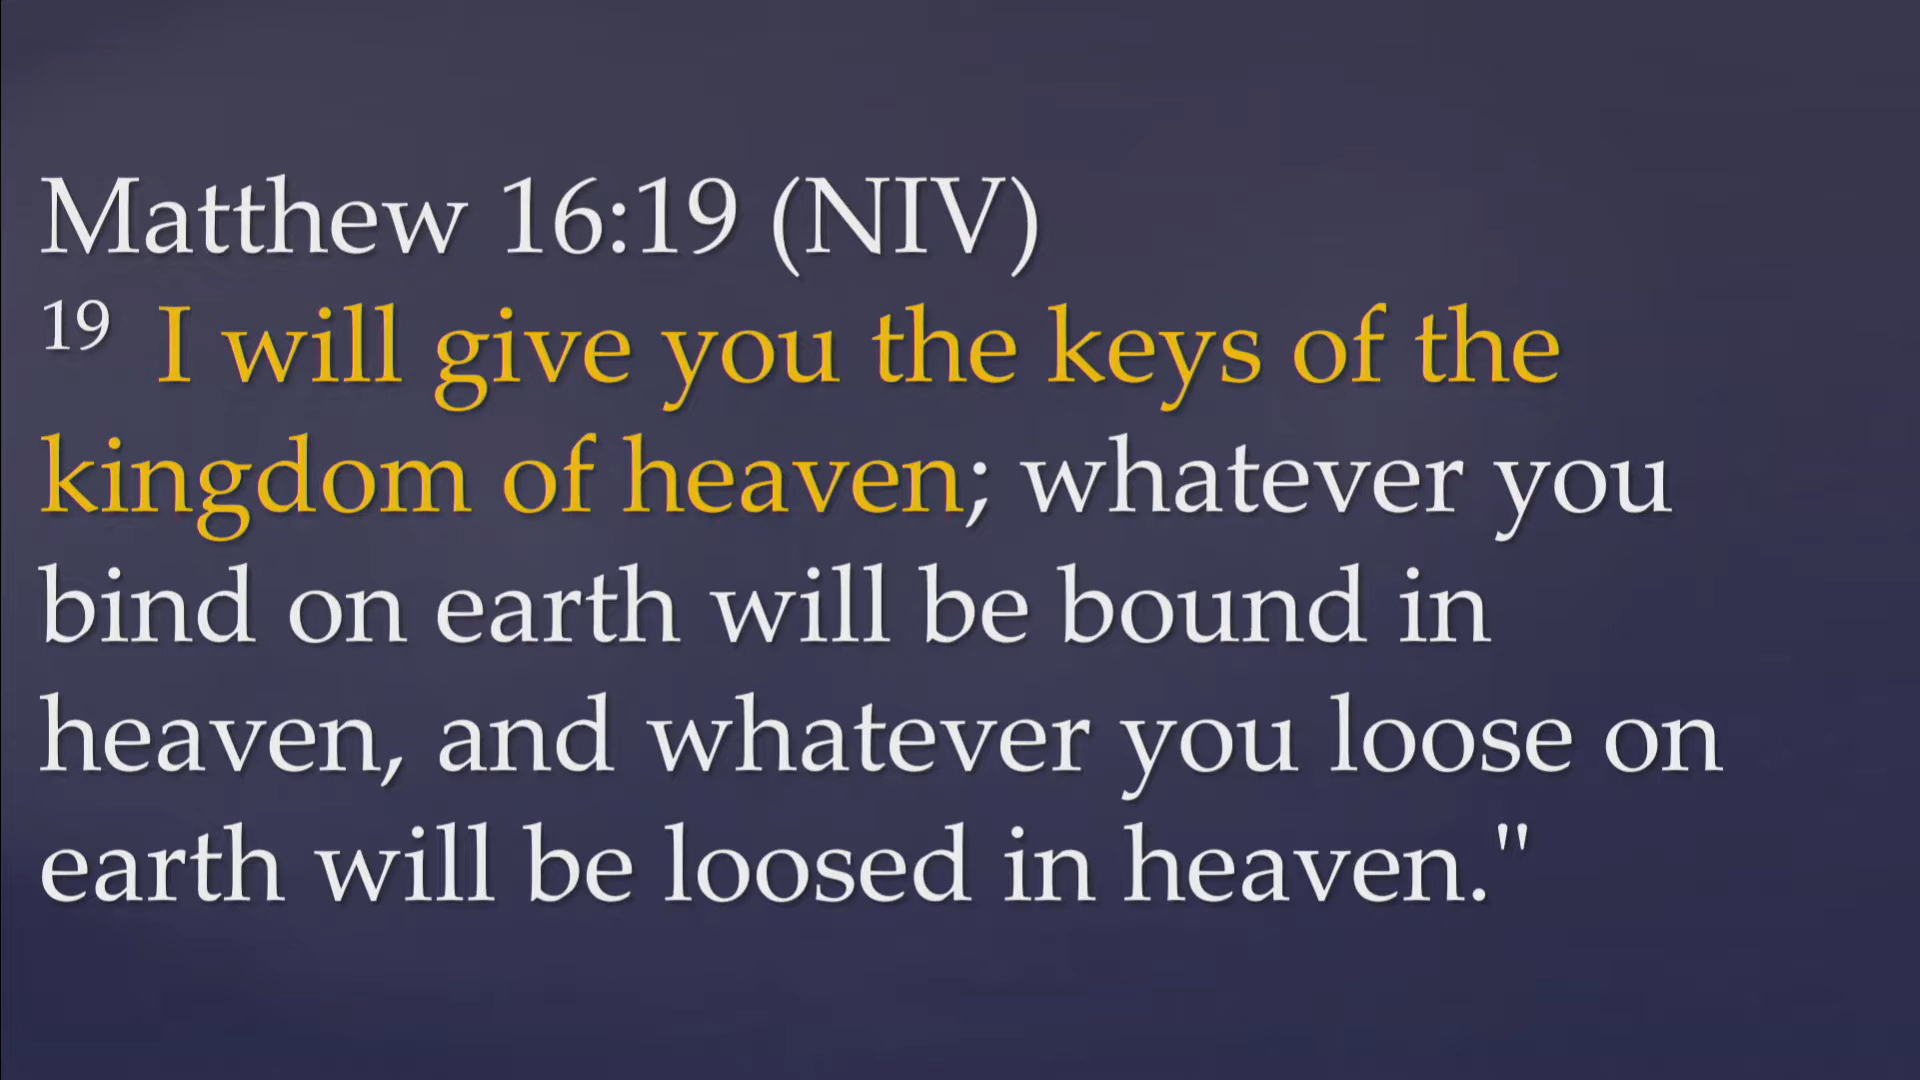 Matthew 16:19 (NIV)
19 I will give you the keys of the
kingdom of heaven; whatever you
bind on earth will be bound in
heaven, and whatever you loose on
earth will be loosed in heaven."